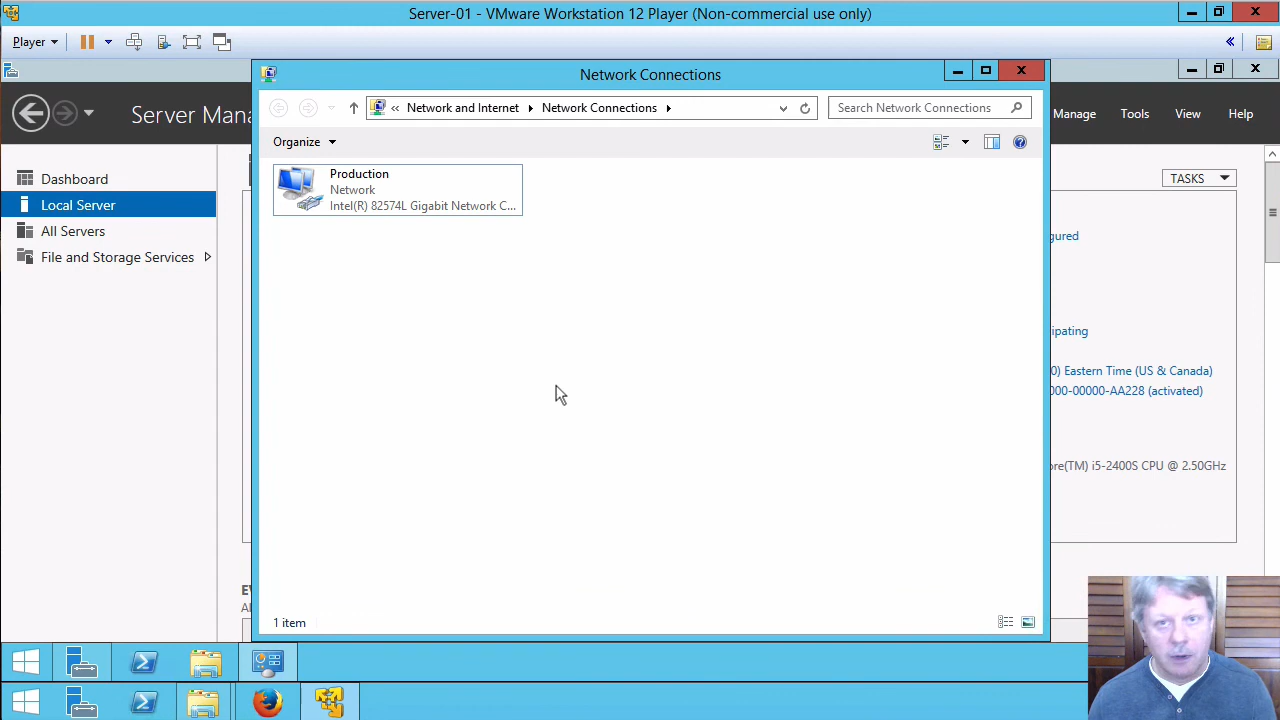 Server-01 - VMware Workstation 12 Player (Non-commercial use only)
Player
Network Connections
Server Mana
Manage Tools View Help
« Network and Internet Network Connections
Search Network Connections
Organize
Dashboard
Local Server
All Servers
File and Storage Services
Production
Network
Intel(R) 82574L Gigabit Network C...
TASKS
gured
ipating
0) Eastern Time (US & Canada)
000-00000-AA228 (activated)
ore(TM) i5-2400S CPU @ 2.50GHz
1 item